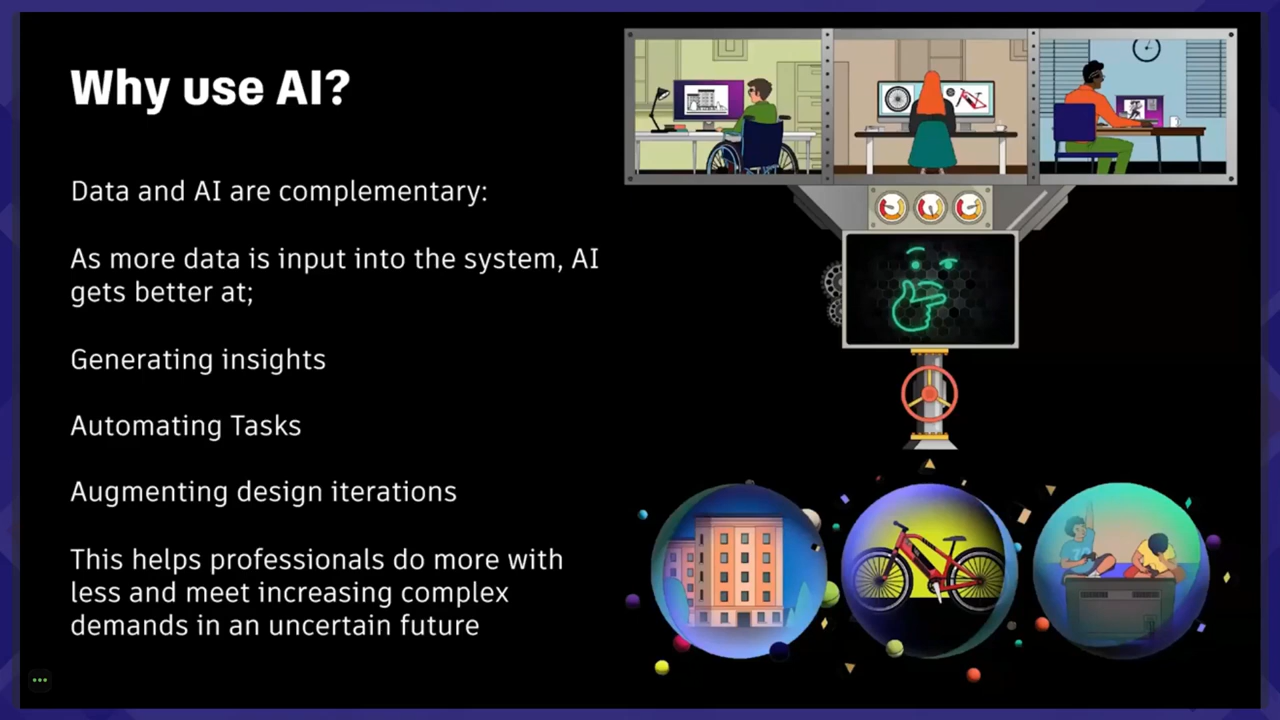 Why use AI?
Data and AI are complementary:
As more data is input into the system, AI
gets better at;
Generating insights
Automating Tasks
Augmenting design iterations
This helps professionals do more with
less and meet increasing complex
demands in an uncertain future